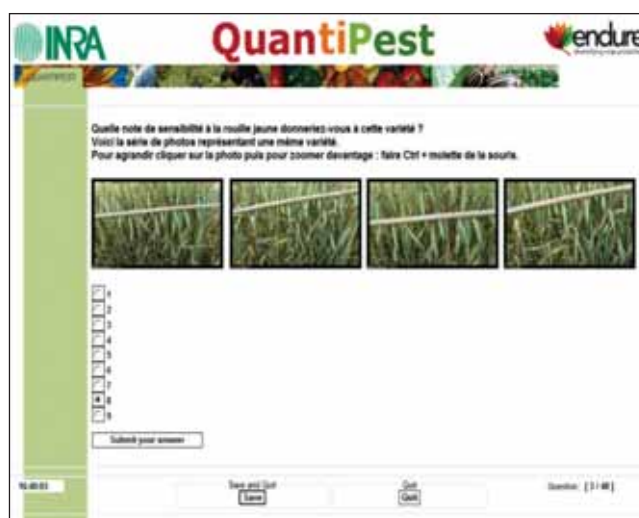 INRA
QuantiPest
endure
Quelle note de sensibilité à la rouille jaune donneriez-vous à cette variété ?
Voici la série de photos représentant une même variété.
Pour agrandir cliquer sur la photo puis pour zoomer davantage : faire Ctrl + molette de la souris.
1
2
3
4
5
6
7
8
9
Submit your answer
Save and Quit
Quit
Save
Quit
Question